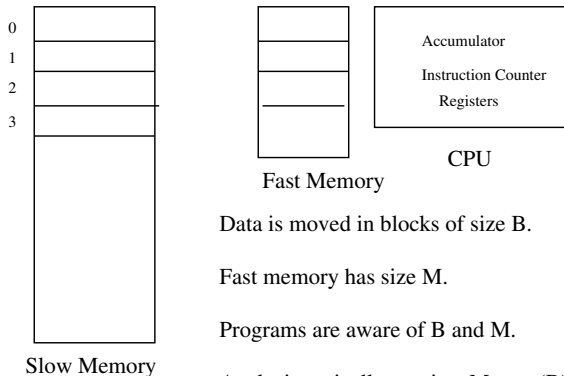 0
1
2
3
Slow Memory
Fast Memory
Accumulator
Instruction Counter
Registers
CPU
Data is moved in blocks of size B.
Fast memory has size M.
Programs are aware of B and M.